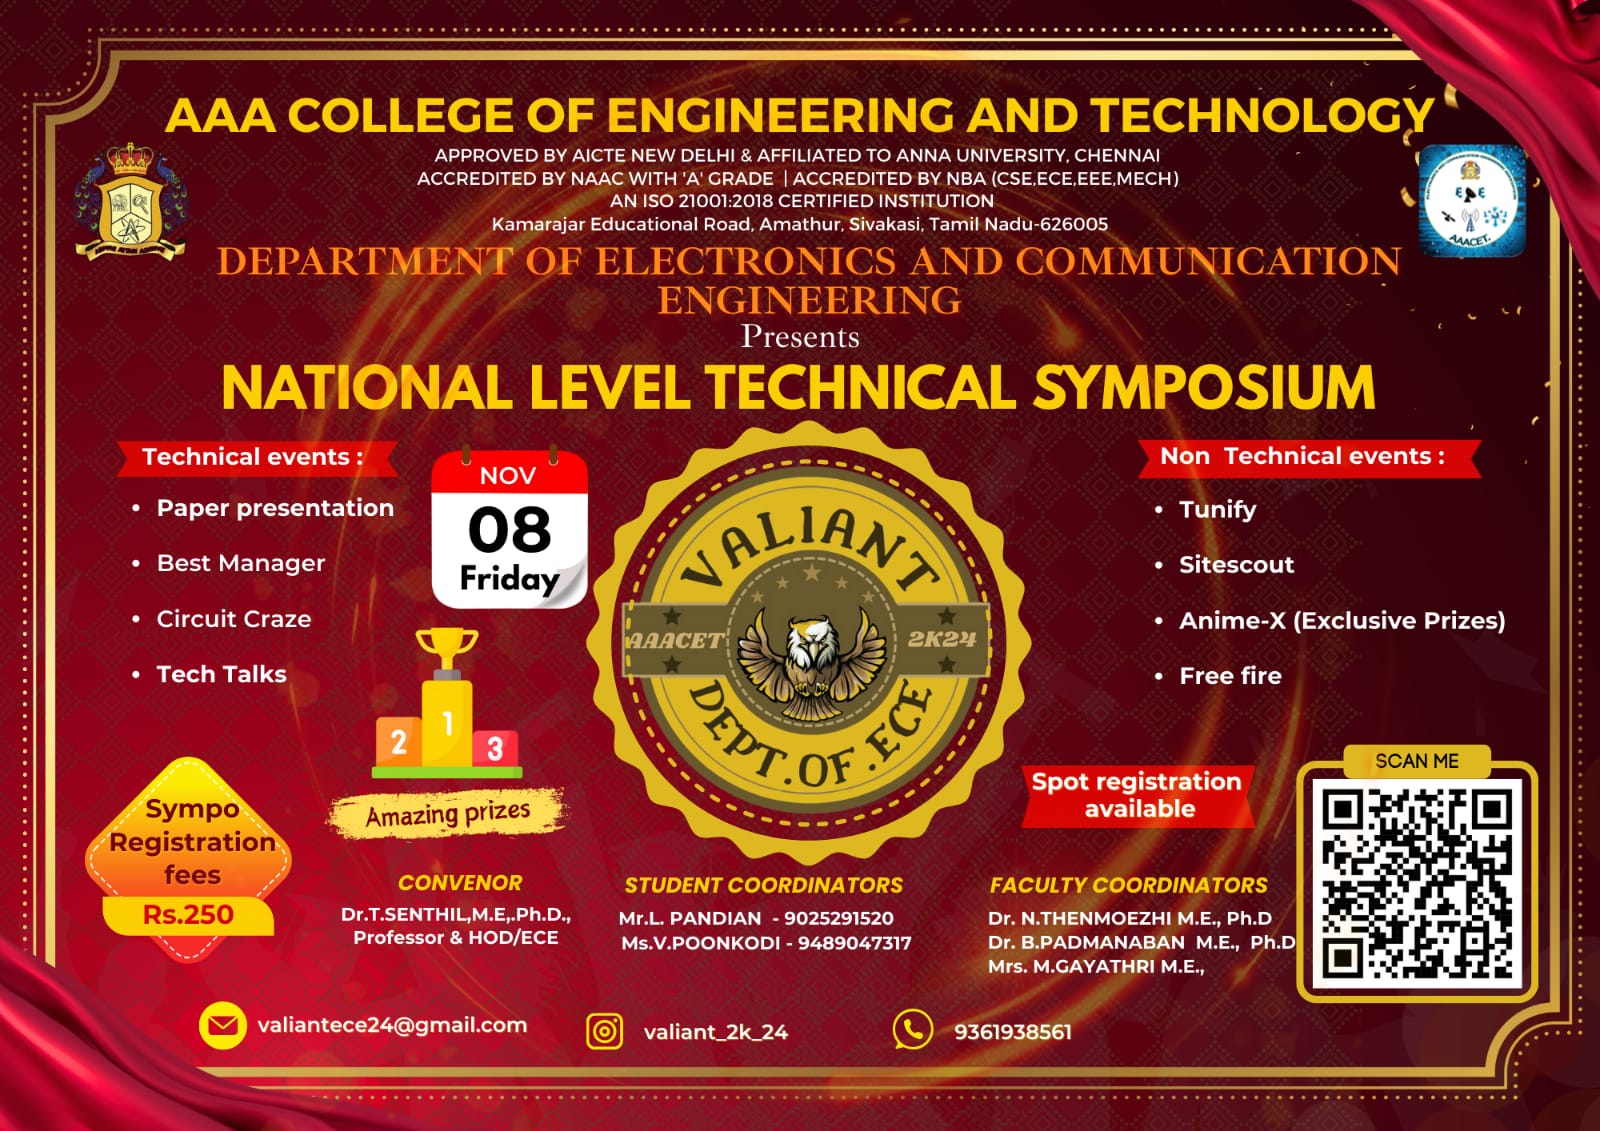 AAA COLLEGE OF ENGINEERING AND TECHNOLOGY
APPROVED BY AICTE NEW DELHI & AFFILIATED TO ANNA UNIVERSITY, CHENNAI
ACCREDITED BY NAAC WITH 'A' GRADE | ACCREDITED BY NBA (CSE,ECE,EEE,MECH)
AN ISO 21001:2018 CERTIFIED INSTITUTION
Kamarajar Educational Road, Amathur, Sivakasi, Tamil Nadu-626005
AAACET.
DEPARTMENT OF ELECTRONICS AND COMMUNICATION
ENGINEERING
Presents
NATIONAL LEVEL TECHNICAL SYMPOSIUM
Technical events :
• Paper presentation
• Best Manager
• Circuit Craze
• Tech Talks
NOV
08
Friday
VALIANT
AAACET
2K24
DEPT.OF.ECE
Non Technical events :
• Tunify
• Sitescout
• Anime-X (Exclusive Prizes)
• Free fire
1
2
3
Amazing prizes
Sympo
Registration
fees
Rs.250
Spot registration
available
SCAN ME
CONVENOR
Dr.T.SENTHIL,M.E,.Ph.D.,
Professor & HOD/ECE
STUDENT COORDINATORS
Mr.L. PANDIAN - 9025291520
Ms.V.POONKODI - 9489047317
FACULTY COORDINATORS
Dr. N.THENMOEZHI M.E., Ph.D
Dr. B.PADMANABAN M.E., Ph.D
Mrs. M.GAYATHRI M.E.,
valiantece24@gmail.com
valiant_2k_24
9361938561